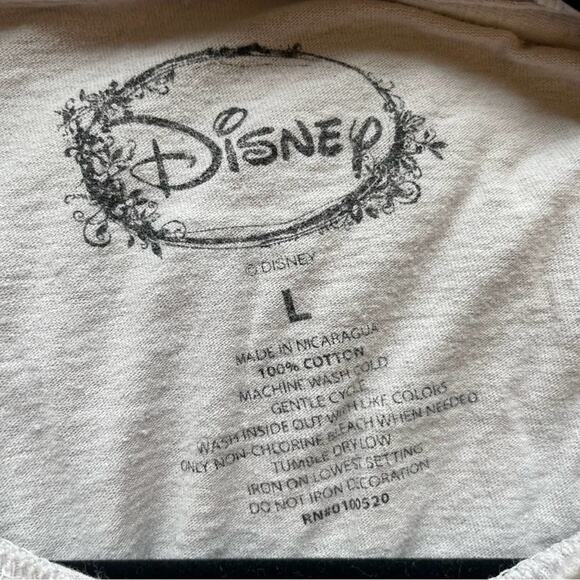 Disney
© DISNEY
L
MADE IN NICARAGUA
100% COTTON
MACHINE WASH COLD
GENTLE CYCLE
WASH INSIDE OUT WITH LIKE COLORS
ONLY NON-CHLORINE BLEACH WHEN NEEDED
TUMBLE DRY LOW
IRON ON LOWEST SETTING
DO NOT IRON DECORATION
RN#0100520